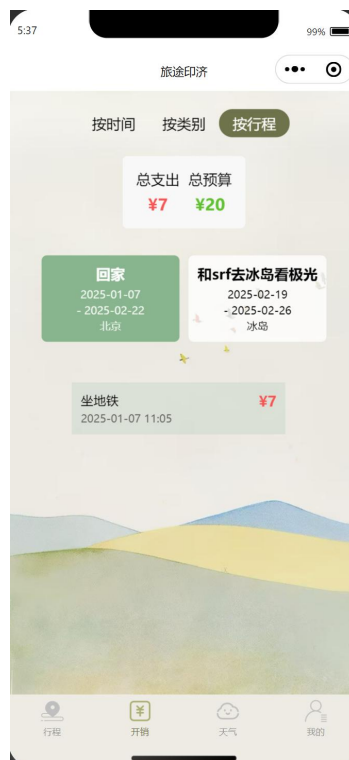 5:37
99%
旅途印济
按时间 按类别 按行程
总支出 总预算
¥7 ¥20
回家
2025-01-07
- 2025-02-22
北京
和srf去冰岛看极光
2025-02-19
- 2025-02-26
冰岛
坐地铁 ¥7
2025-01-07 11:05
行程 开销 天气 我的